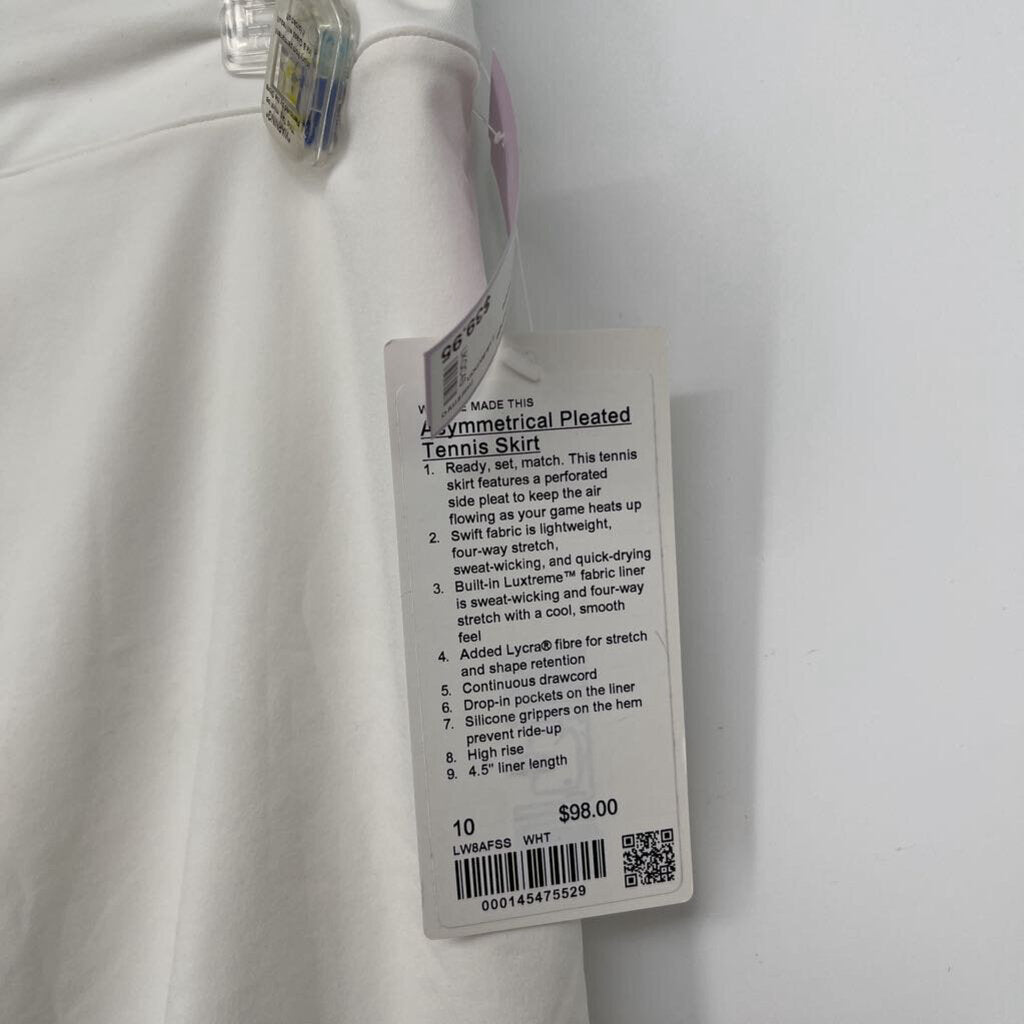 $39.95
MADE THIS
Asymmetrical Pleated
Tennis Skirt
1. Ready, set, match. This tennis
skirt features a perforated
side pleat to keep the air
flowing as your game heats up
2. Swift fabric is lightweight,
four-way stretch,
sweat-wicking, and quick-drying
3. Built-in Luxtreme™ fabric liner
is sweat-wicking and four-way
stretch with a cool, smooth
feel
4. Added Lycra® fibre for stretch
and shape retention
5. Continuous drawcord
6. Drop-in pockets on the liner
7. Silicone grippers on the hem
prevent ride-up
8. High rise
9. 4.5" liner length
10 $98.00
LW8AFSS WHT
000145475529